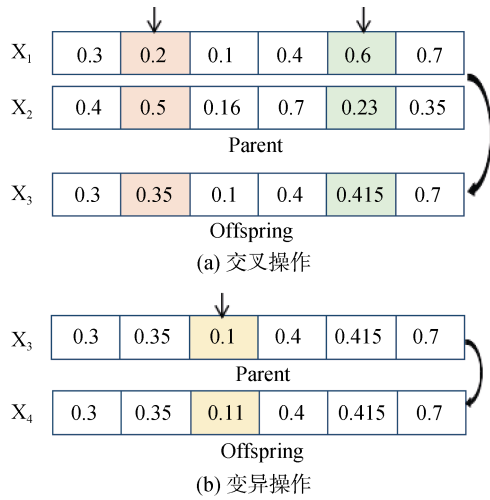 X₁ 0.3 0.2 0.1 0.4 0.6 0.7
X₂ 0.4 0.5 0.16 0.7 0.23 0.35
Parent
X₃ 0.3 0.35 0.1 0.4 0.415 0.7
Offspring
(a) 交叉操作
X₃ 0.3 0.35 0.1 0.4 0.415 0.7
Parent
X₄ 0.3 0.35 0.11 0.4 0.415 0.7
Offspring
(b) 变异操作